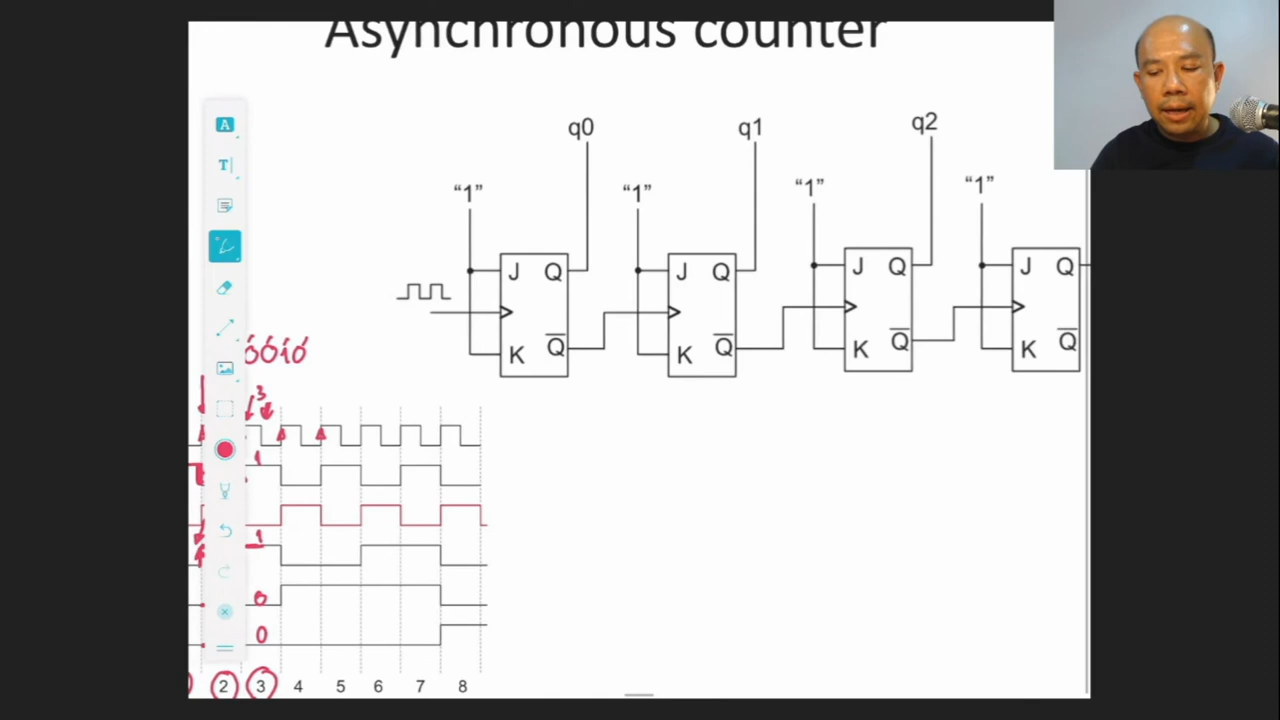 Asynchronous counter
q0 q1 q2
“1” “1” “1” “1”
J Q J Q J Q J Q
K Q K Q K Q K Q
A
T
0010
3
1
1
0
0
2 3 4 5 6 7 8